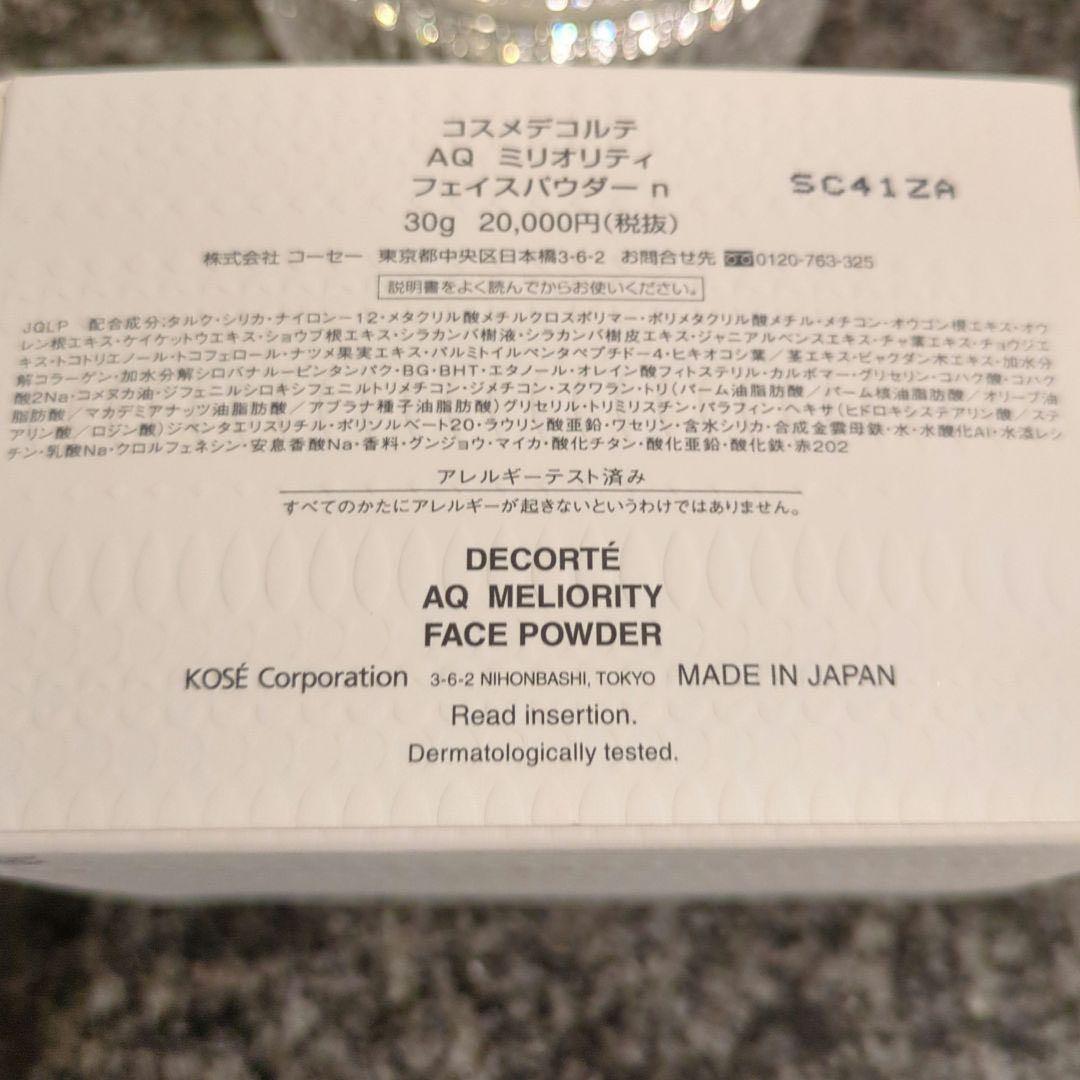 コスメデコルテ
AQ ミリオリティ
フェイスパウダー n
SC41ZA
30g 20,000円(税抜)
株式会社 コーセー 東京都中央区日本橋3-6-2 お問合せ先 0120-763-325
説明書をよく読んでからお使いください。
JQLP 配合成分:タルク・シリカ・ナイロン-12・メタクリル酸メチルクロスポリマー・ポリメタクリル酸メチル・メチコン・オウゴン根エキス・オウ
レン根エキス・ケイケットウエキス・ショウブ根エキス・シラカンバ樹液・シラカンバ樹皮エキス・ジャニアルベンスエキス・チャ葉エキス・チョウジエ
キス・トコトリエノール・トコフェロール・ナツメ果実エキス・パルミトイルペンタペプチド-4・ヒキオコシ葉/茎エキス・ビャクダン木エキス・加水分
解コラーゲン・加水分解シロバナルーピンタンパク・BG・BHT・エタノール・オレイン酸フィトステリル・カルボマー・グリセリン・コハク酸・コハク
酸2Na・コメヌカ油・ジフェニルシロキシフェニルトリメチコン・ジメチコン・スクワラン・トリ(パーム油脂肪酸/パーム核油脂肪酸/オリーブ油
脂肪酸/マカデミアナッツ油脂肪酸/アブラナ種子油脂肪酸)グリセリル・トリミリスチン・パラフィン・ヘキサ(ヒドロキシステアリン酸/ステ
アリン酸/ロジン酸)ジペンタエリスリチル・ポリソルベート20・ラウリン酸亜鉛・ワセリン・含水シリカ・合成金雲母鉄・水・水酸化Al・水添レシ
チン・乳酸Na・クロルフェネシン・安息香酸Na・香料・グンジョウ・マイカ・酸化チタン・酸化亜鉛・酸化鉄・赤202
アレルギーテスト済み
すべてのかたにアレルギーが起きないというわけではありません。
DECORTÉ
AQ MELIORITY
FACE POWDER
KOSÉ Corporation 3-6-2 NIHONBASHI, TOKYO MADE IN JAPAN
Read insertion.
Dermatologically tested.